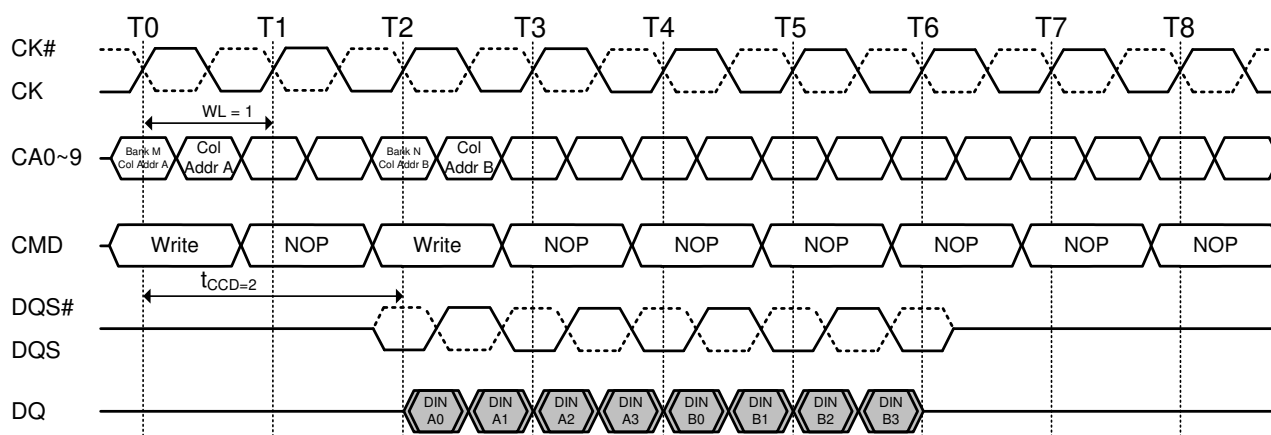 T0 T1 T2 T3 T4 T5 T6 T7 T8
CK#
CK
WL = 1
CA0~9
Bank M
Col Addr A
Col
Addr A
Bank N
Col Addr B
Col
Addr B
CMD Write NOP Write NOP NOP NOP NOP NOP NOP
tCCD=2
DQS#
DQS
DQ
DIN
A0
DIN
A1
DIN
A2
DIN
A3
DIN
B0
DIN
B1
DIN
B2
DIN
B3